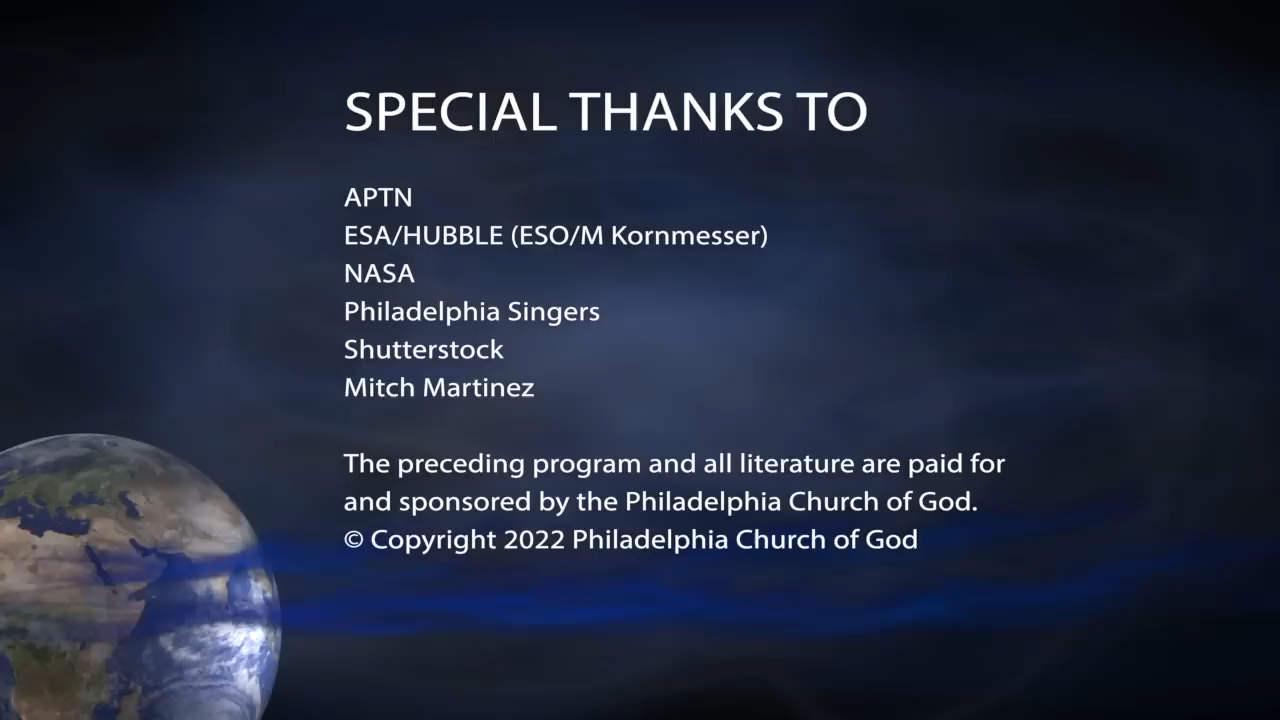 SPECIAL THANKS TO
APTN
ESA/HUBBLE (ESO/M Kornmesser)
NASA
Philadelphia Singers
Shutterstock
Mitch Martinez
The preceding program and all literature are paid for
and sponsored by the Philadelphia Church of God.
© Copyright 2022 Philadelphia Church of God